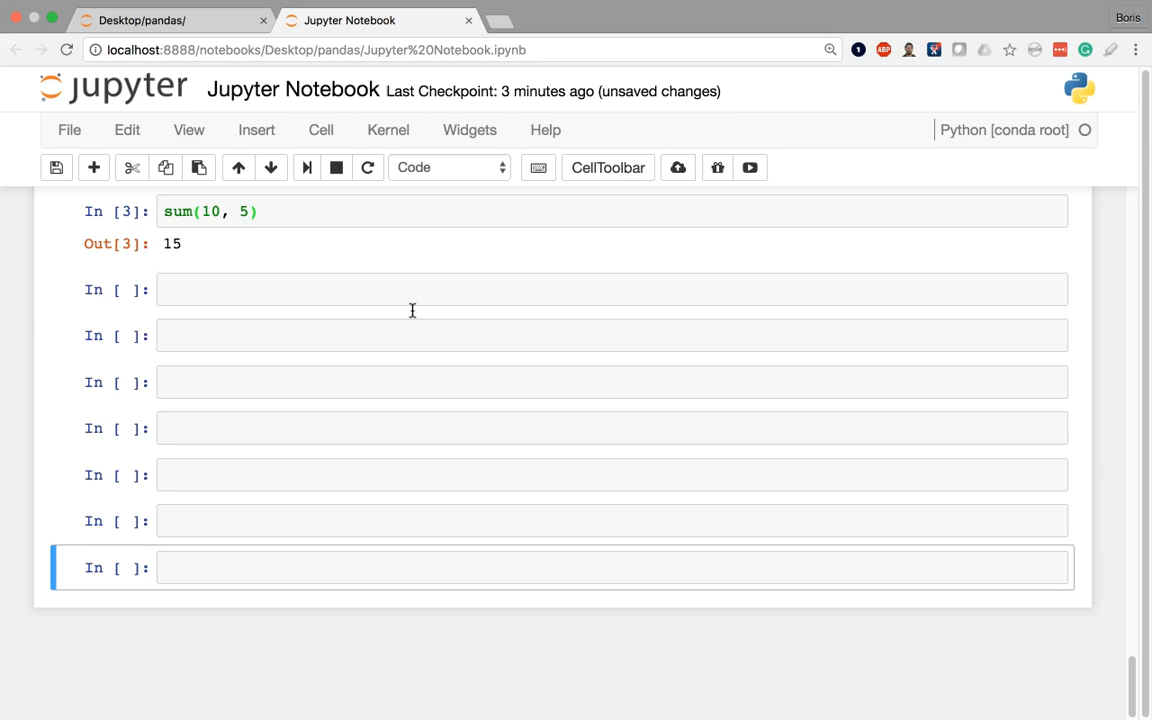 Desktop/pandas/ Jupyter Notebook Boris
localhost:8888/notebooks/Desktop/pandas/Jupyter%20Notebook.ipynb
jupyter Jupyter Notebook Last Checkpoint: 3 minutes ago (unsaved changes)
File Edit View Insert Cell Kernel Widgets Help Python [conda root]
Code CellToolbar
In [3]: sum(10, 5)
Out[3]: 15
In [ ]:
In [ ]:
In [ ]:
In [ ]:
In [ ]:
In [ ]:
In [ ]: